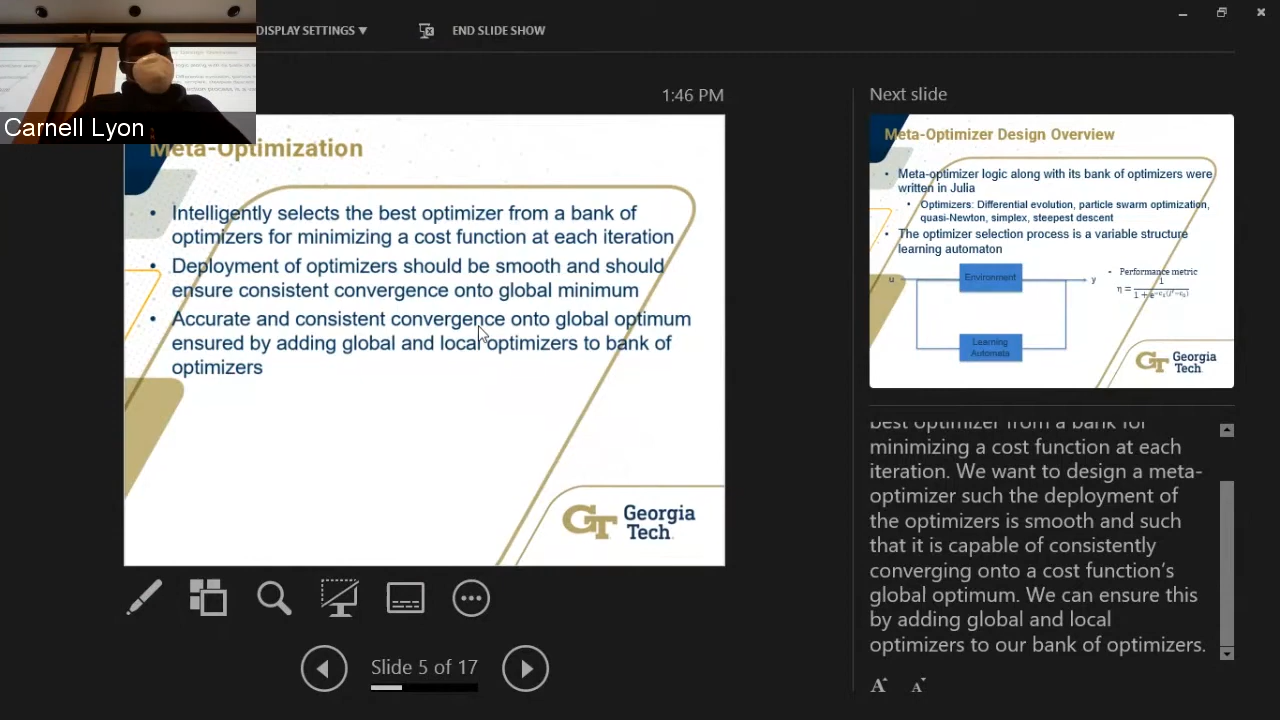 DISPLAY SETTINGS ▼
END SLIDE SHOW
Carnell Lyon
1:46 PM
Meta-Optimization
• Intelligently selects the best optimizer from a bank of
optimizers for minimizing a cost function at each iteration
• Deployment of optimizers should be smooth and should
ensure consistent convergence onto global minimum
• Accurate and consistent convergence onto global optimum
ensured by adding global and local optimizers to bank of
optimizers
GT Georgia
Tech
Slide 5 of 17
Next slide
Meta-Optimizer Design Overview
• Meta-optimizer logic along with its bank of optimizers were
written in Julia
• Optimizers: Differential evolution, particle swarm optimization,
quasi-Newton, simplex, steepest descent
• The optimizer selection process is a variable structure
learning automaton
u
Environment
y
Learning
Automata
• Performance metric
GT Georgia
Tech
best optimizer from a bank for
minimizing a cost function at each
iteration. We want to design a meta-
optimizer such the deployment of
the optimizers is smooth and such
that it is capable of consistently
converging onto a cost function's
global optimum. We can ensure this
by adding global and local
optimizers to our bank of optimizers.
A A